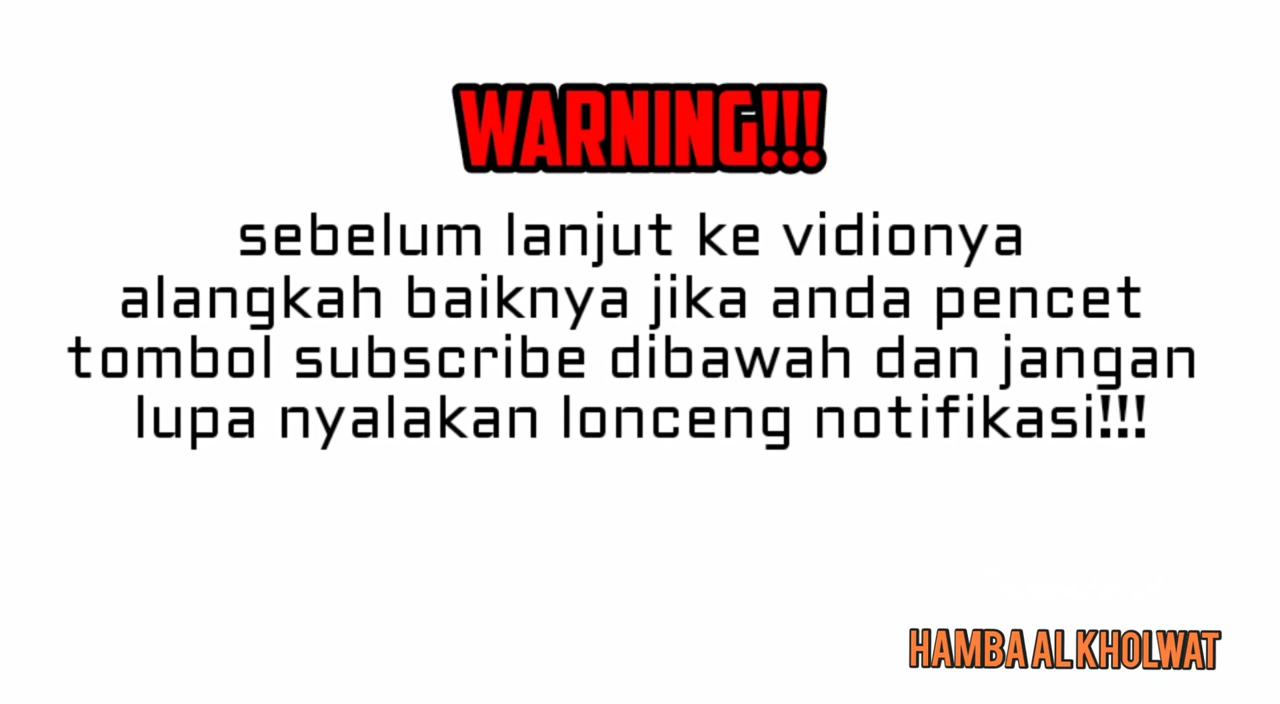 WARNING!!!
sebelum lanjut ke vidionya
alangkah baiknya jika anda pencet
tombol subscribe dibawah dan jangan
lupa nyalakan lonceng notifikasi!!!
HAMBA AL KHOLWAT